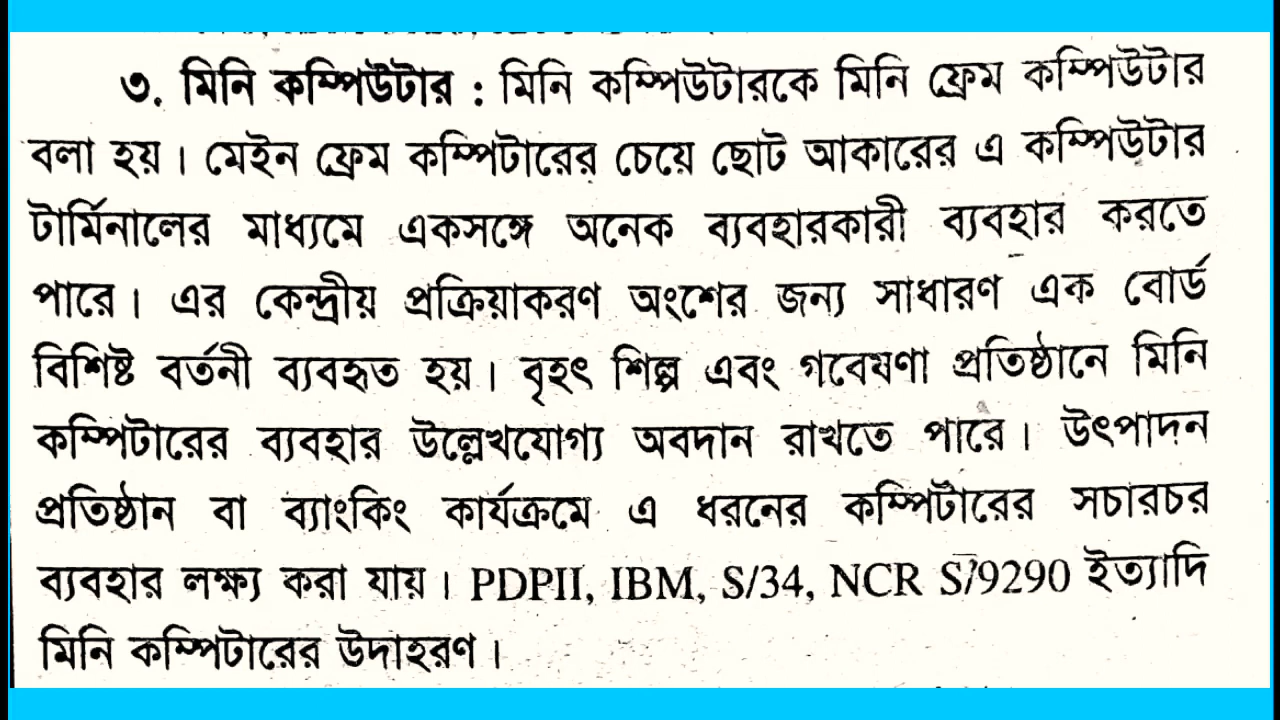 ৩. মিনি কম্পিউটার : মিনি কম্পিউটারকে মিনি ফ্রেম কম্পিউটার
বলা হয়। মেইন ফ্রেম কম্পিটারের চেয়ে ছোট আকারের এ কম্পিউটার
টার্মিনালের মাধ্যমে একসঙ্গে অনেক ব্যবহারকারী ব্যবহার করতে
পারে। এর কেন্দ্রীয় প্রক্রিয়াকরণ অংশের জন্য সাধারণ এক বোর্ড
বিশিষ্ট বর্তনী ব্যবহৃত হয়। বৃহৎ শিল্প এবং গবেষণা প্রতিষ্ঠানে মিনি
কম্পিটারের ব্যবহার উল্লেখযোগ্য অবদান রাখতে পারে। উৎপাদন
প্রতিষ্ঠান বা ব্যাংকিং কার্যক্রমে এ ধরনের কম্পিটারের সচারচর
ব্যবহার লক্ষ্য করা যায়। PDPII, IBM, S/34, NCR S/9290 ইত্যাদি
মিনি কম্পিটারের উদাহরণ।